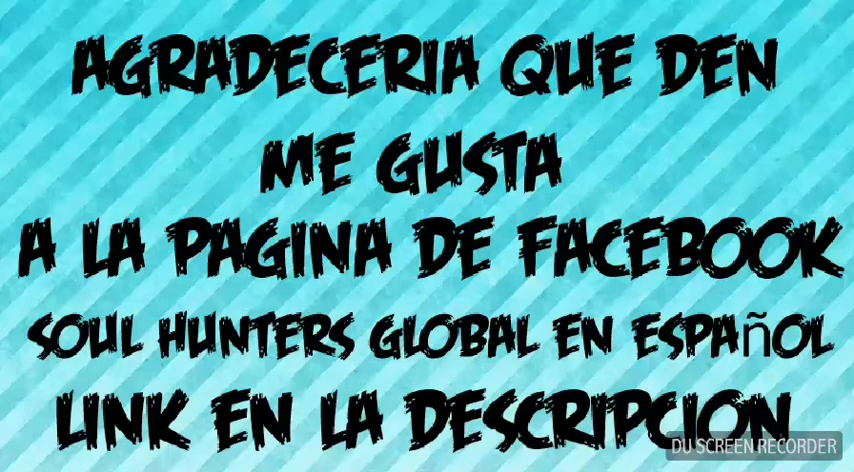 AGRADECERIA QUE DEN
ME GUSTA
A LA PAGINA DE FACEBOOK
SOUL HUNTERS GLOBAL EN ESPAñOL
LINK EN LA DESCRIPCION
DU SCREEN RECORDER